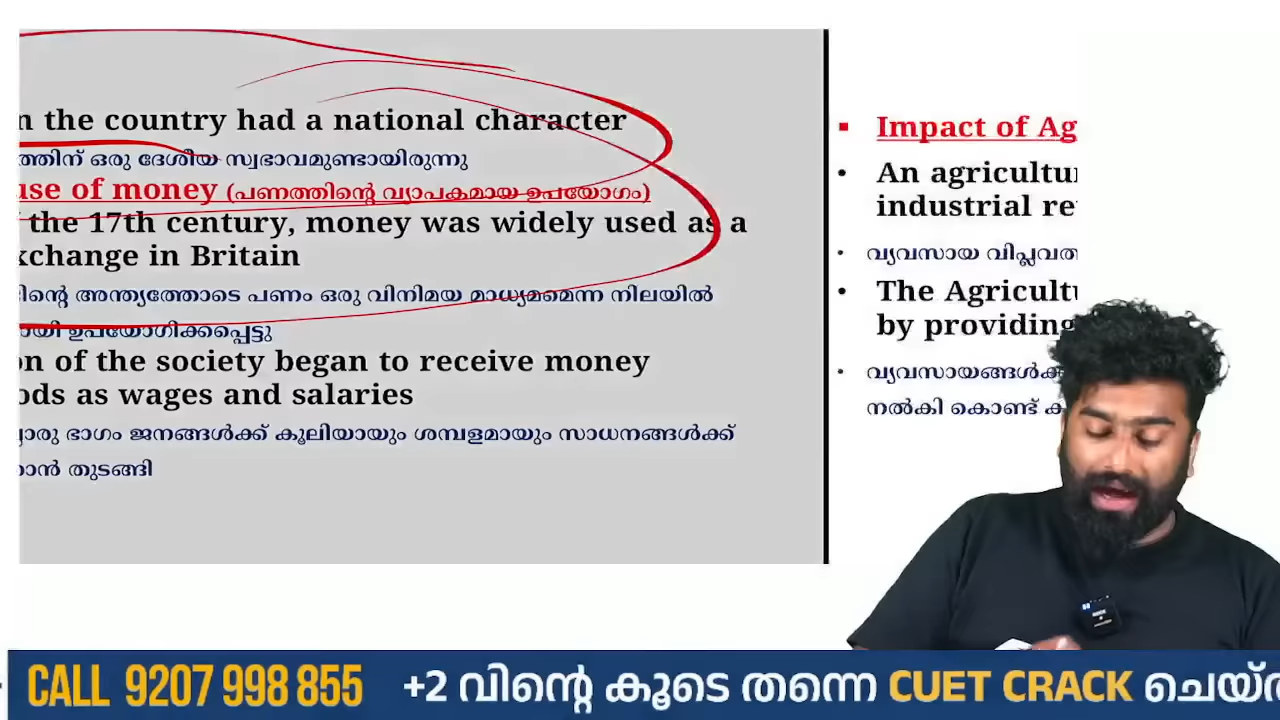 n the country had a national character
ത്തിന് ഒരു ദേശീയ സ്വഭാവമുണ്ടായിരുന്നു
use of money (പണത്തിന്റെ വ്യാപകമായ ഉപയോഗം)
the 17th century, money was widely used as a
xchange in Britain
ിന്റെ അന്ത്യത്തോടെ പണം ഒരു വിനിമയ മാധ്യമമെന്ന നിലയിൽ
ായി ഉപയോഗിക്കപ്പെട്ടു
on of the society began to receive money
ods as wages and salaries
ാരു ഭാഗം ജനങ്ങൾക്ക് കൂലിയായും ശമ്പളമായും സാധനങ്ങൾക്ക്
ാൻ തുടങ്ങി
▪ Impact of Ag
• An agricultu
industrial re
• വ്യവസായ വിപ്ലവത
• The Agricultu
by providing
• വ്യവസായങ്ങൾക്ക
നൽകി കൊണ്ട് ക
CALL 9207 998 855 +2 വിന്റെ കൂടെ തന്നെ CUET CRACK ചെയ്ത